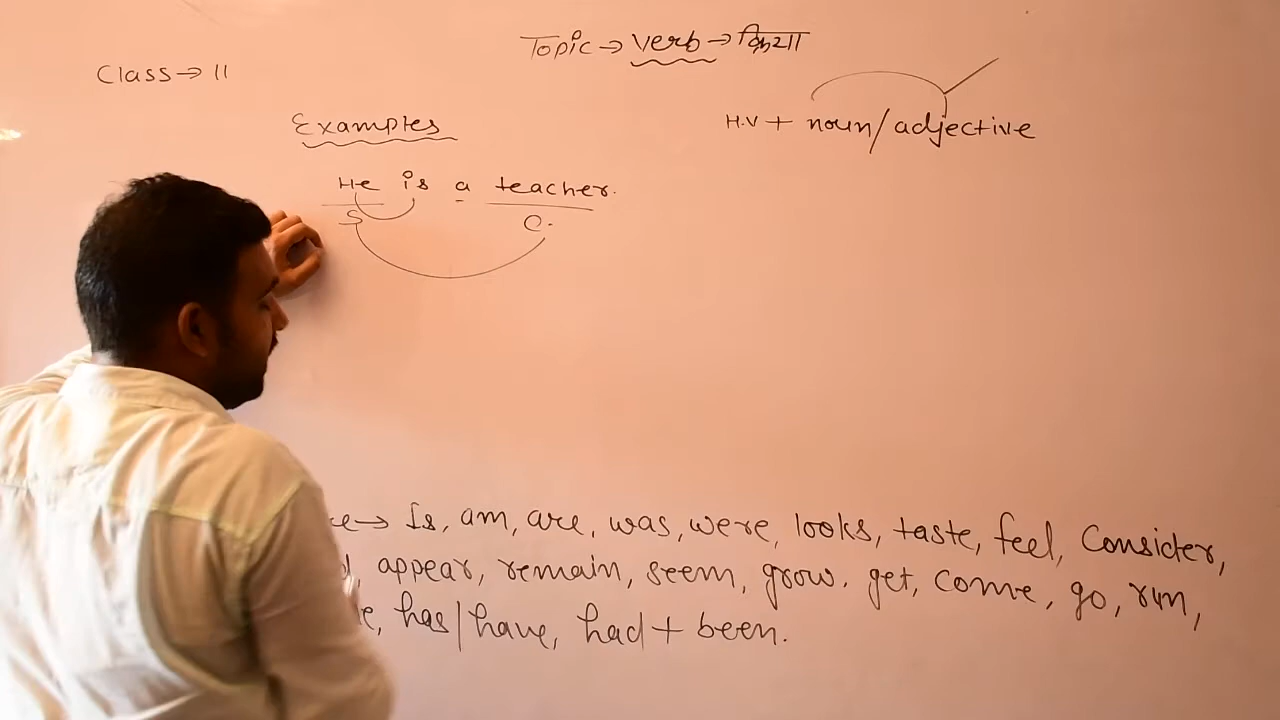 Topic → verb → क्रिया
Class → 11
Examples
H.V + noun/adjective
He is a teacher.
S C.
→ Is, am, are, was, were, looks, taste, feel, Consider,
appear, remain, seem, grow. get, come, go, run,
has/have, had + been.